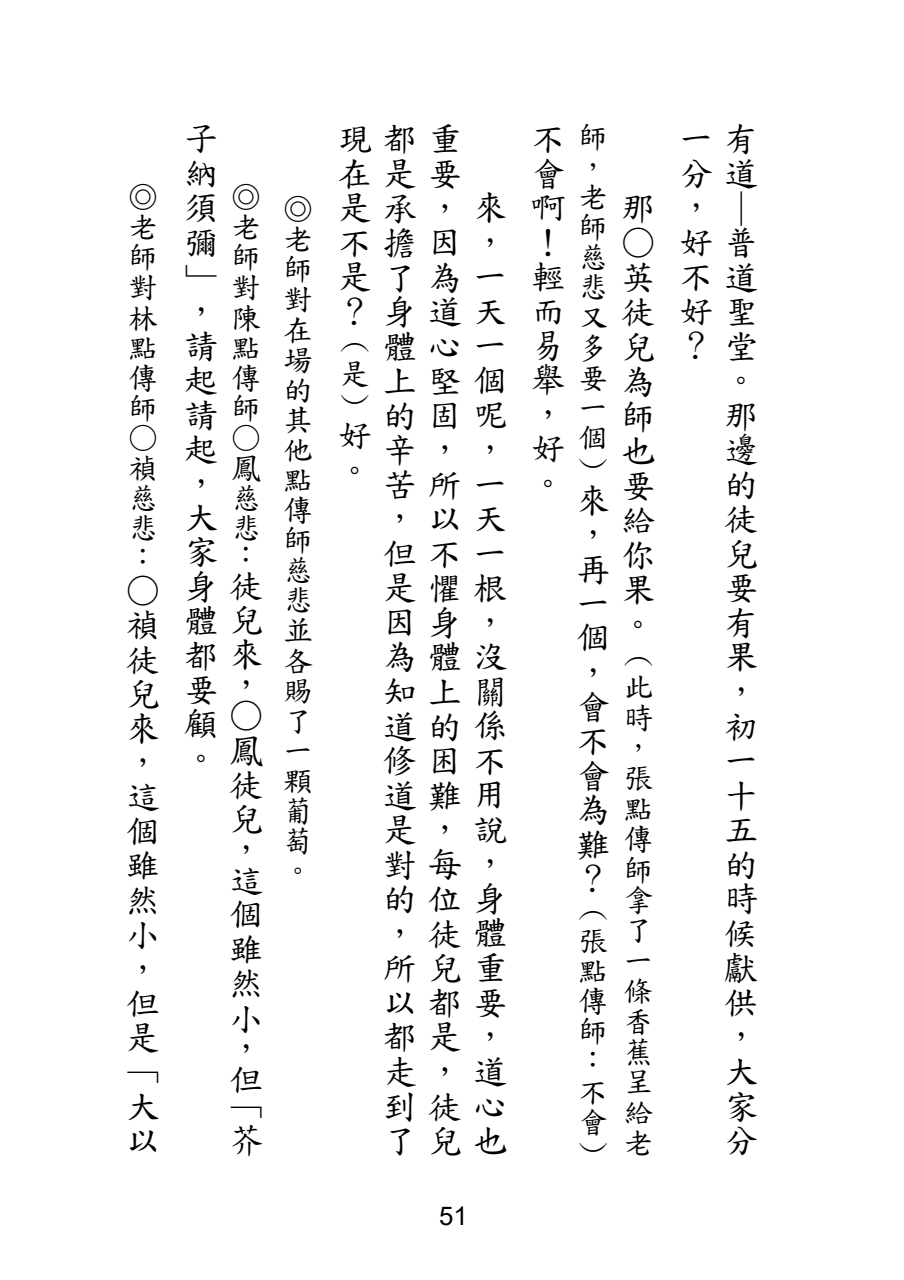 有道—普道聖堂。那邊的徒兒要有果，初一十五的時候獻供，大家分
一分，好不好？
那◯英徒兒為師也要給你果。（此時，張點傳師拿了一條香蕉呈給老
師，老師慈悲又多要一個）來，再一個，會不會為難？（張點傳師：不會）
不會啊！輕而易舉，好。
來，一天一個呢，一天一根，沒關係不用說，身體重要，道心也
重要，因為道心堅固，所以不懼身體上的困難，每位徒兒都是，徒兒
都是承擔了身體上的辛苦，但是因為知道修道是對的，所以都走到了
現在是不是？（是）好。
◎老師對在場的其他點傳師慈悲並各賜了一顆葡萄。
◎老師對陳點傳師◯鳳慈悲：徒兒來，◯鳳徒兒，這個雖然小，但「芥
子納須彌」，請起請起，大家身體都要顧。
◎老師對林點傳師◯禎慈悲：◯禎徒兒來，這個雖然小，但是「大以
51